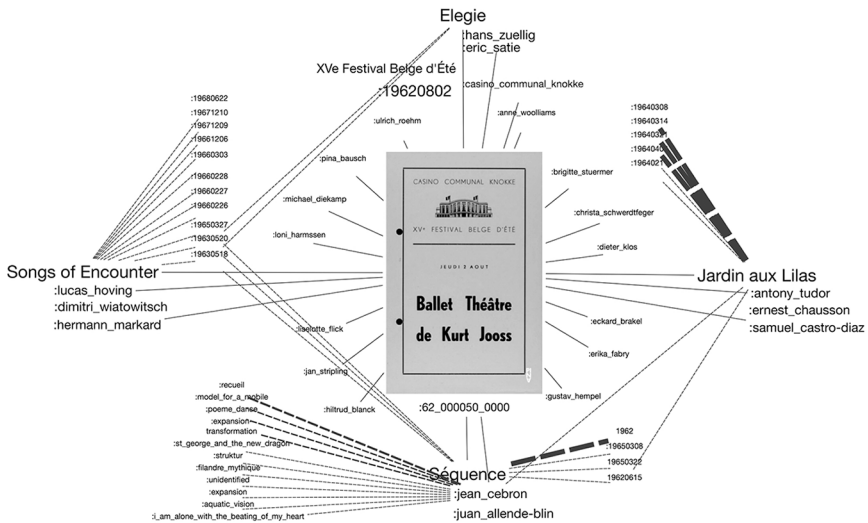 Elegie
:hans_zuellig
:eric_satie
XVe Festival Belge d'Été
:19620802
:casino_communal_knokke
:anne_woolliams
:ulrich_roehm
:pina_bausch
:michael_diekamp
:loni_harmssen
:brigitte_stuermer
:christa_schwerdtfeger
:dieter_klos
:19680622
:19671210
:19671209
:19661206
:19660303
:19660228
:19660227
:19660226
:19650327
:19630520
:19630518
:19640308
:19640314
:19640321
CASINO COMMUNAL KNOKKE
XVe FESTIVAL BELGE D'ÉTÉ
JEUDI 2 AOUT
Ballet Théâtre
de Kurt Jooss
Songs of Encounter
:lucas_hoving
:dimitri_wiatowitsch
:hermann_markard
Jardin aux Lilas
:antony_tudor
:ernest_chausson
:samuel_castro-diaz
:liselotte_flick
:jan_stripling
:hiltrud_blanck
:eckard_brakel
:erika_fabry
:gustav_hempel
:62_000050_0000
:recueil
:model_for_a_mobile
:poeme_danse
:expansion
transformation
:st_george_and_the_new_dragon
:struktur
:filandre_mythique
:unidentified
:expansion
:aquatic_vision
:i_am_alone_with_the_beating_of_my_heart
Séquence
:jean_cebron
:juan_allende-blin
1962
:19650308
19650322
19620615